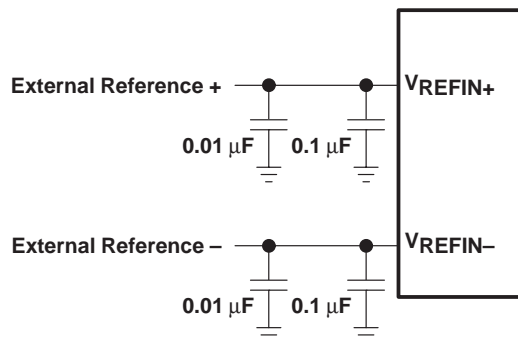 External Reference + VREFIN+
0.01 μF 0.1 μF
External Reference – VREFIN–
0.01 μF 0.1 μF